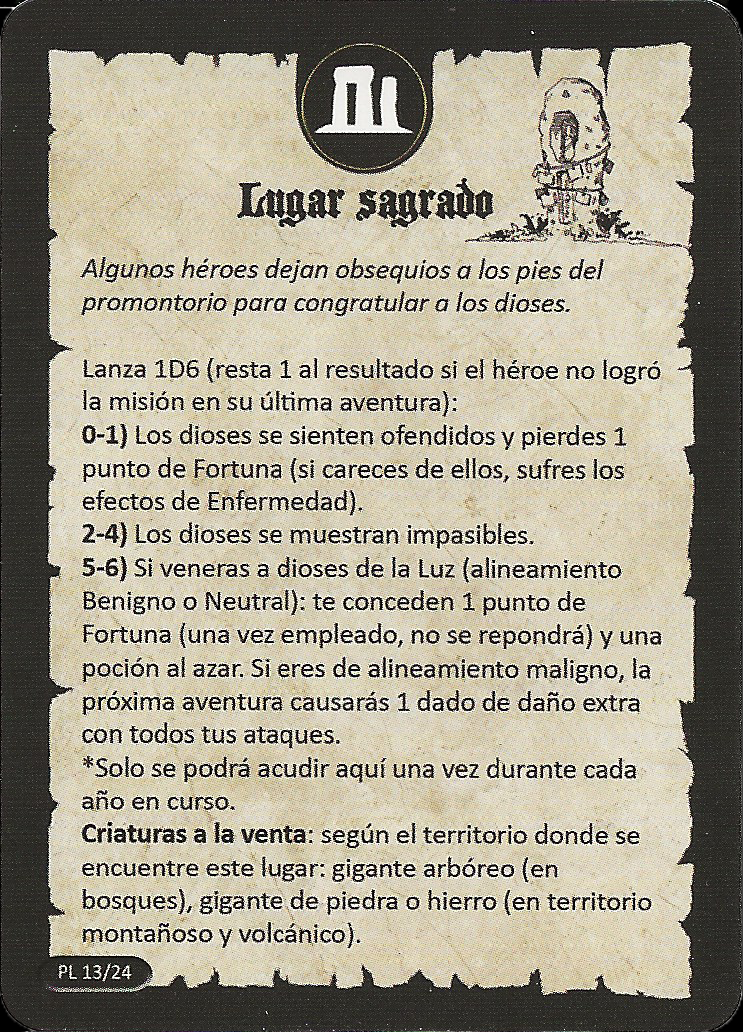 Lugar sagrado
Algunos héroes dejan obsequios a los pies del
promontorio para congratular a los dioses.
Lanza 1D6 (resta 1 al resultado si el héroe no logró
la misión en su última aventura):
0-1) Los dioses se sienten ofendidos y pierdes 1
punto de Fortuna (si careces de ellos, sufres los
efectos de Enfermedad).
2-4) Los dioses se muestran impasibles.
5-6) Si veneras a dioses de la Luz (alineamiento
Benigno o Neutral): te conceden 1 punto de
Fortuna (una vez empleado, no se repondrá) y una
poción al azar. Si eres de alineamiento maligno, la
próxima aventura causarás 1 dado de daño extra
con todos tus ataques.
*Solo se podrá acudir aquí una vez durante cada
año en curso.
Criaturas a la venta: según el territorio donde se
encuentre este lugar: gigante arbóreo (en
bosques), gigante de piedra o hierro (en territorio
montañoso y volcánico).
PL 13/24